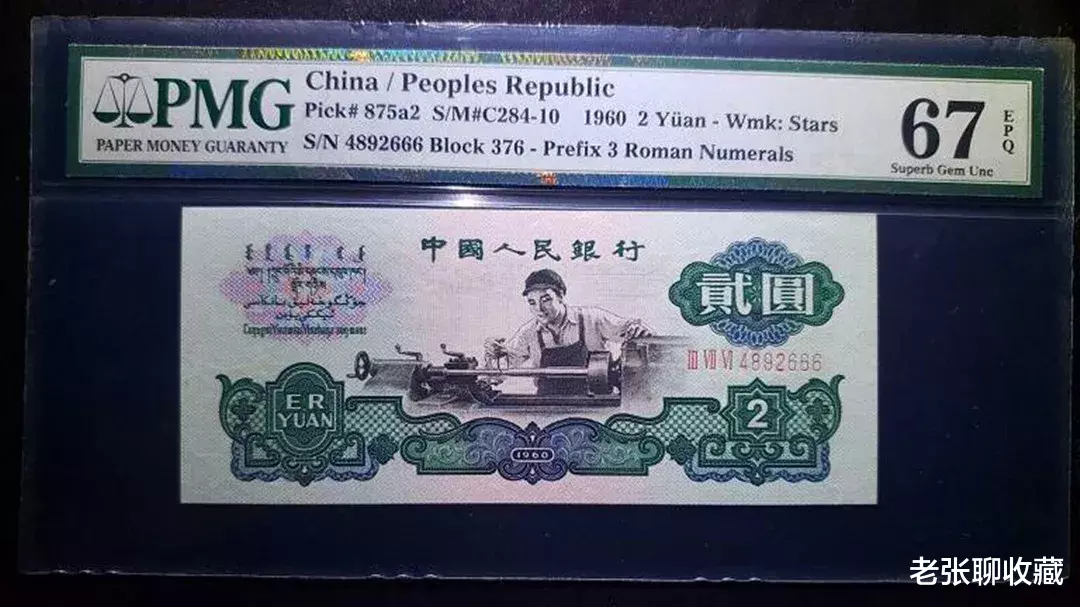 PMG
PAPER MONEY GUARANTY
China / Peoples Republic
Pick# 875a2 S/M#C284-10 1960 2 Yüan - Wmk: Stars
S/N 4892666 Block 376 - Prefix 3 Roman Numerals
67
EPQ
Superb Gem Unc
中國人民銀行
貳圓
III VII VI 4892666
ER
YUAN
2
1960
老张聊收藏